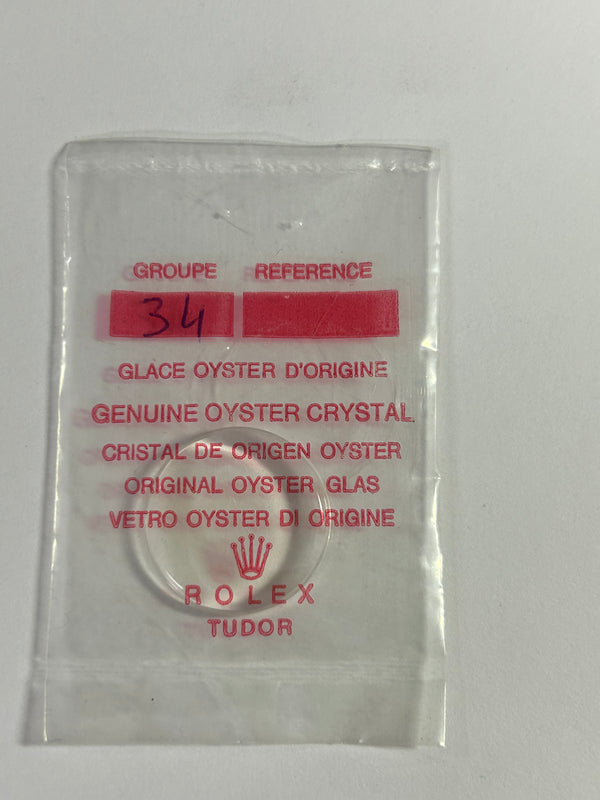 GROUPE REFERENCE
34
GLACE OYSTER D'ORIGINE
GENUINE OYSTER CRYSTAL
CRISTAL DE ORIGEN OYSTER
ORIGINAL OYSTER GLAS
VETRO OYSTER DI ORIGINE
ROLEX
TUDOR